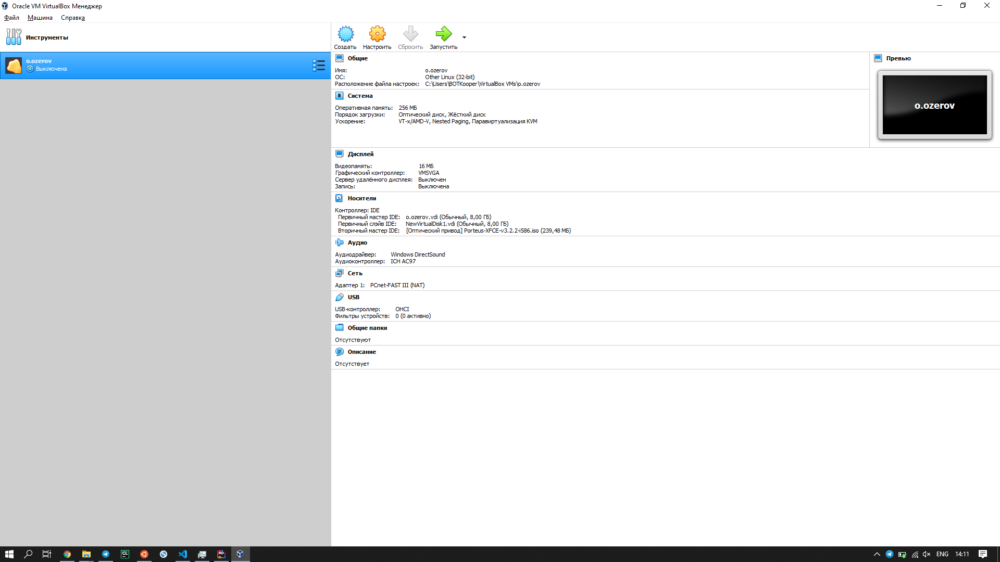 Oracle VM VirtualBox Менеджер
Файл Машина Справка
Инструменты
Создать Настроить Сбросить Запустить
o.ozerov
Выключена
Общие
Имя: o.ozerov
ОС: Other Linux (32-bit)
Расположение файла настроек: C:\Users\BOTKooper\VirtualBox VMs\o.ozerov
Превью
o.ozerov
Система
Оперативная память: 256 МБ
Порядок загрузки: Оптический диск, Жёсткий диск
Ускорение: VT-x/AMD-V, Nested Paging, Паравиртуализация KVM
Дисплей
Видеопамять: 16 МБ
Графический контроллер: VMSVGA
Сервер удалённого дисплея: Выключен
Запись: Выключена
Носители
Контроллер: IDE
Первичный мастер IDE: o.ozerov.vdi (Обычный, 8,00 ГБ)
Первичный слэйв IDE: NewVirtualDisk1.vdi (Обычный, 8,00 ГБ)
Вторичный мастер IDE: [Оптический привод] Porteus-XFCE-v3.2.2-i586.iso (239,48 МБ)
Аудио
Аудиодрайвер: Windows DirectSound
Аудиоконтроллер: ICH AC97
Сеть
Адаптер 1: PCnet-FAST III (NAT)
USB
USB-контроллер: OHCI
Фильтры устройств: 0 (0 активно)
Общие папки
Отсутствуют
Описание
Отсутствует
CL RD ENG 14:11